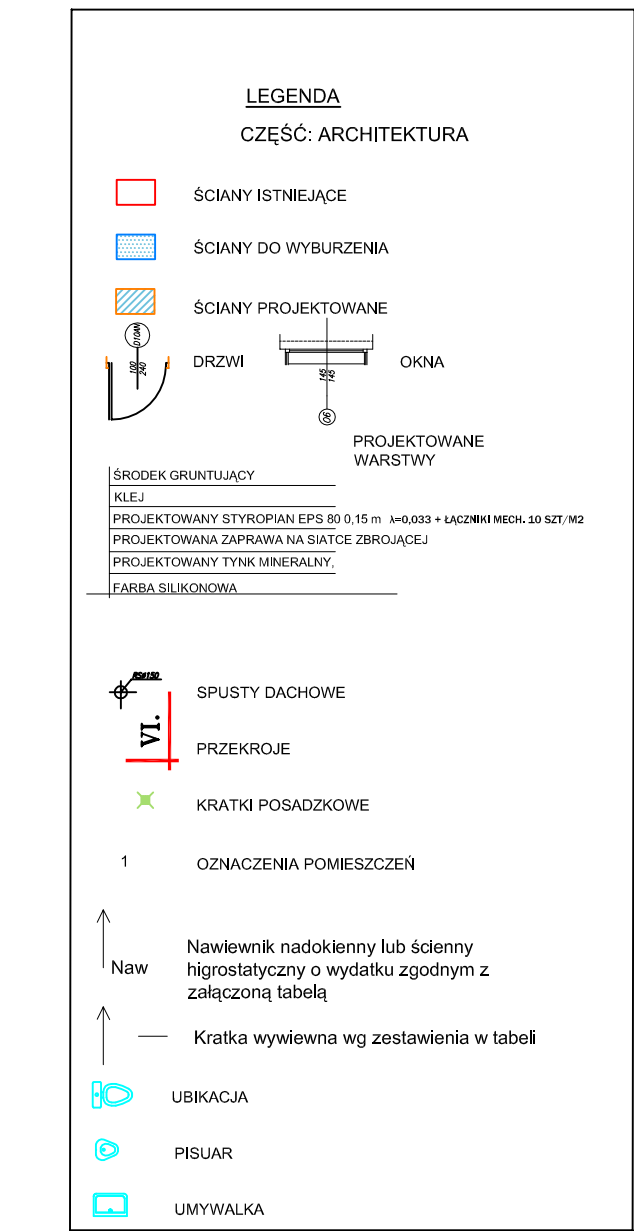 LEGENDA
CZĘŚĆ: ARCHITEKTURA
ŚCIANY ISTNIEJĄCE
ŚCIANY DO WYBURZENIA
ŚCIANY PROJEKTOWANE
D10AN
100
240
DRZWI
145
145
O6
OKNA
PROJEKTOWANE
WARSTWY
ŚRODEK GRUNTUJĄCY
KLEJ
PROJEKTOWANY STYROPIAN EPS 80 0,15 m λ=0,033 + ŁĄCZNIKI MECH. 10 SZT/M2
PROJEKTOWANA ZAPRAWA NA SIATCE ZBROJĄCEJ
PROJEKTOWANY TYNK MINERALNY,
FARBA SILIKONOWA
RSø150
SPUSTY DACHOWE
VI.
PRZEKROJE
KRATKI POSADZKOWE
1 OZNACZENIA POMIESZCZEŃ
Naw
Nawiewnik nadokienny lub ścienny
higrostatyczny o wydatku zgodnym z
załączoną tabelą
Kratka wywiewna wg zestawienia w tabeli
UBIKACJA
PISUAR
UMYWALKA